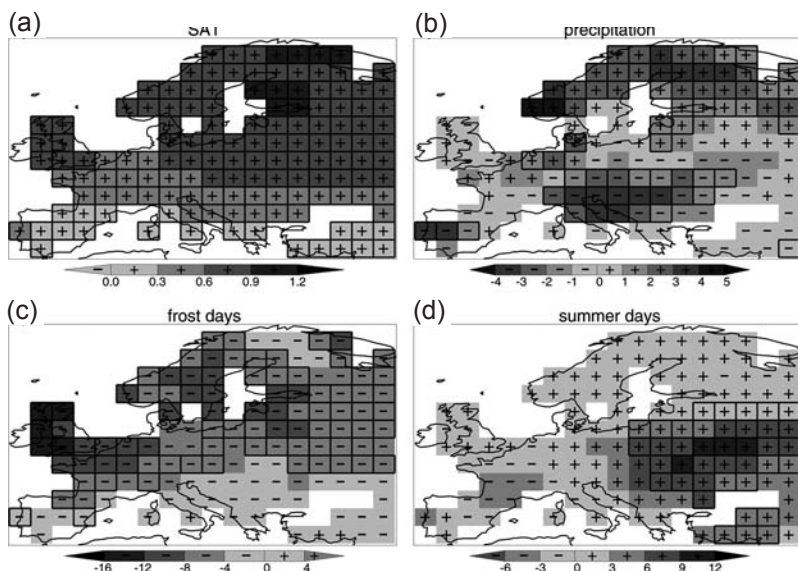 (a) SAT
(b) precipitation
0.0 0.3 0.6 0.9 1.2
-4 -3 -2 -1 0 1 2 3 4 5
(c) frost days
(d) summer days
-16 -12 -8 -4 0 4
-6 -3 0 3 6 9 12